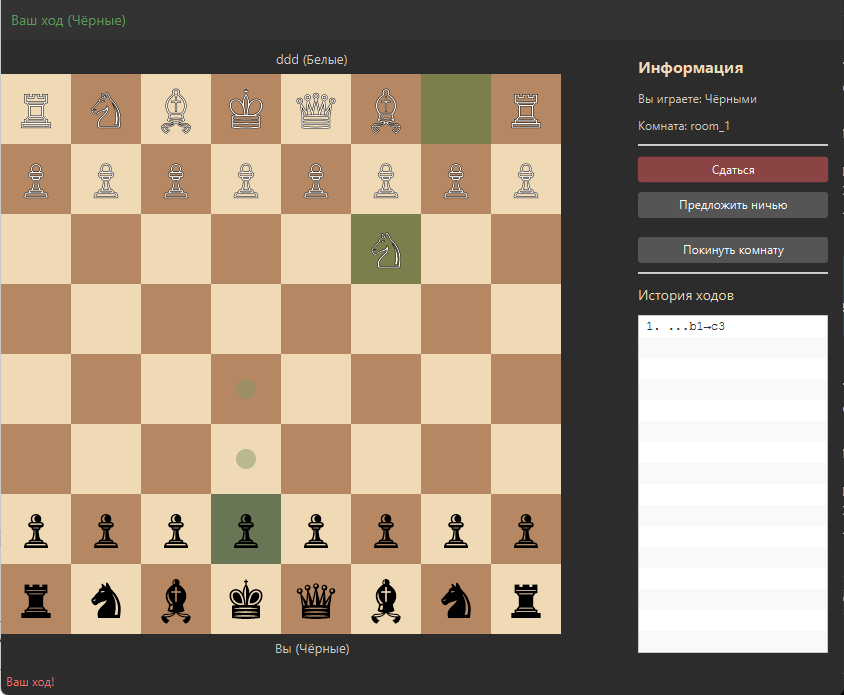 Ваш ход (Чёрные)
ddd (Белые)
Информация
Вы играете: Чёрными
Комната: room_1
Сдаться
Предложить ничью
Покинуть комнату
История ходов
1. ...b1→c3
Вы (Чёрные)
Ваш ход!